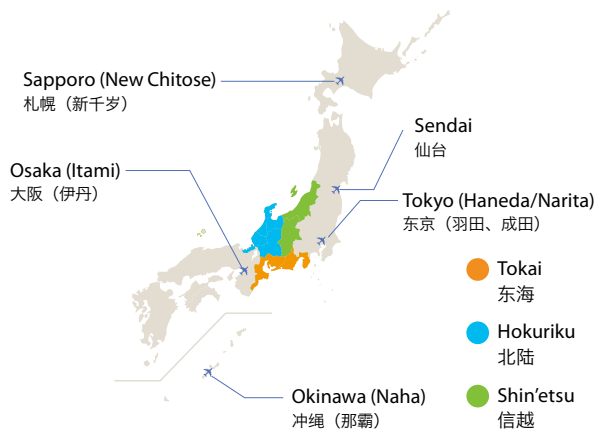 Sapporo (New Chitose)
札幌（新千岁）
Sendai
仙台
Osaka (Itami)
大阪（伊丹）
Tokyo (Haneda/Narita)
东京（羽田、成田）
Tokai
东海
Hokuriku
北陆
Shin’etsu
信越
Okinawa (Naha)
冲绳（那霸）